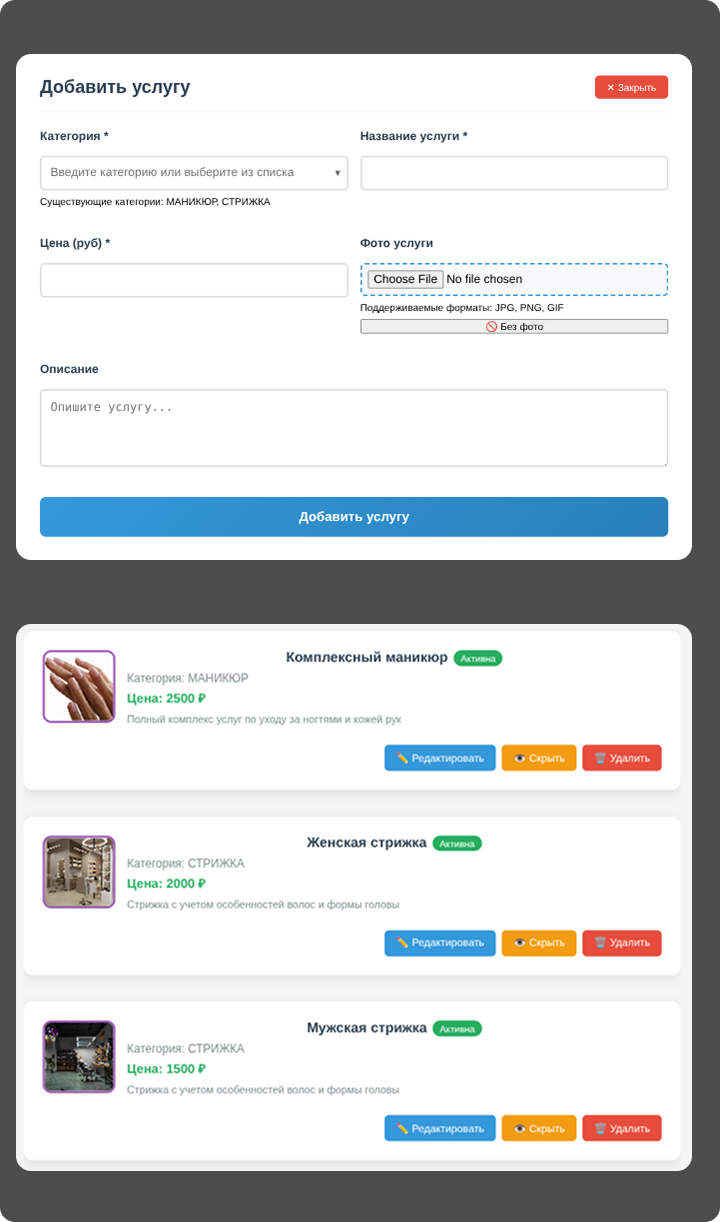 Добавить услугу
✕ Закрыть
Категория *
Название услуги *
Введите категорию или выберите из списка ▼
Существующие категории: МАНИКЮР, СТРИЖКА
Цена (руб) *
Фото услуги
Choose File No file chosen
Поддерживаемые форматы: JPG, PNG, GIF
🚫 Без фото
Описание
Опишите услугу...
Добавить услугу
Комплексный маникюр Активна
Категория: МАНИКЮР
Цена: 2500 ₽
Полный комплекс услуг по уходу за ногтями и кожей рук
✏️ Редактировать 👁️ Скрыть 🗑️ Удалить
Женская стрижка Активна
Категория: СТРИЖКА
Цена: 2000 ₽
Стрижка с учетом особенностей волос и формы головы
✏️ Редактировать 👁️ Скрыть 🗑️ Удалить
Мужская стрижка Активна
Категория: СТРИЖКА
Цена: 1500 ₽
Стрижка с учетом особенностей волос и формы головы
✏️ Редактировать 👁️ Скрыть 🗑️ Удалить